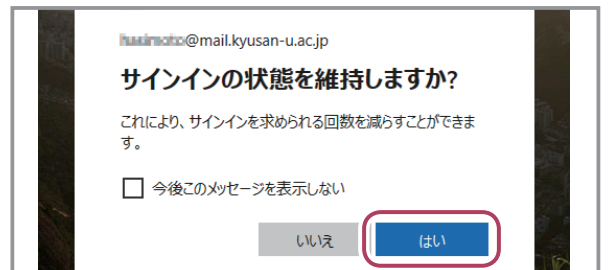 @mail.kyusan-u.ac.jp
サインインの状態を維持しますか?
これにより、サインインを求められる回数を減らすことができま
す。
今後このメッセージを表示しない
いいえ はい